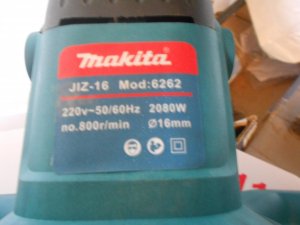 makita
JIZ-16 Mod:6262
220v~50/60Hz 2080W
no.800r/min Ø16mm